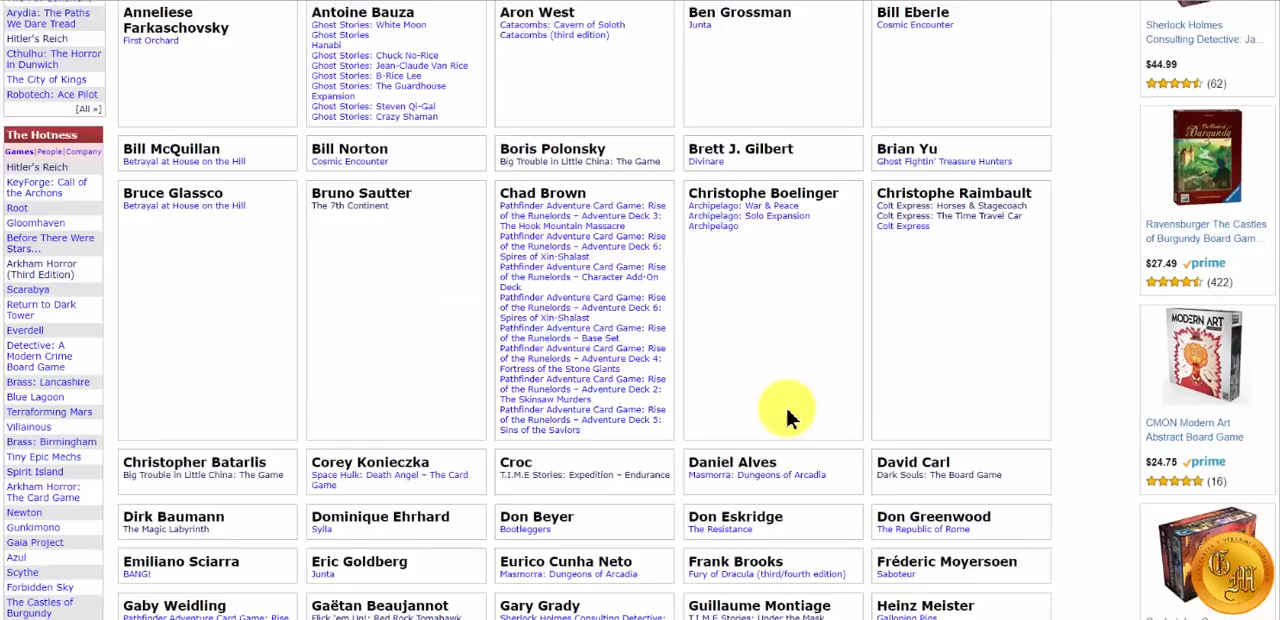 Arydia: The Paths
We Dare Tread
Hitler's Reich
Cthulhu: The Horror
in Dunwich
The City of Kings
Robotech: Ace Pilot
[All »]
The Hotness
Games|People|Company
Hitler's Reich
KeyForge: Call of
the Archons
Root
Gloomhaven
Before There Were
Stars...
Arkham Horror
(Third Edition)
Scarabya
Return to Dark
Tower
Everdell
Detective: A
Modern Crime
Board Game
Brass: Lancashire
Blue Lagoon
Terraforming Mars
Villainous
Brass: Birmingham
Tiny Epic Mechs
Spirit Island
Arkham Horror:
The Card Game
Newton
Gunkimono
Gaia Project
Azul
Scythe
Forbidden Sky
The Castles of
Burgundy
Anneliese
Farkaschovsky
First Orchard
Antoine Bauza
Ghost Stories: White Moon
Ghost Stories
Hanabi
Ghost Stories: Chuck No-Rice
Ghost Stories: Jean-Claude Van Rice
Ghost Stories: B-Rice Lee
Ghost Stories: The Guardhouse
Expansion
Ghost Stories: Steven Qi-Gal
Ghost Stories: Crazy Shaman
Aron West
Catacombs: Cavern of Soloth
Catacombs (third edition)
Ben Grossman
Junta
Bill Eberle
Cosmic Encounter
Bill McQuillan
Betrayal at House on the Hill
Bill Norton
Cosmic Encounter
Boris Polonsky
Big Trouble in Little China: The Game
Brett J. Gilbert
Divinare
Brian Yu
Ghost Fightin' Treasure Hunters
Bruce Glassco
Betrayal at House on the Hill
Bruno Sautter
The 7th Continent
Chad Brown
Pathfinder Adventure Card Game: Rise
of the Runelords – Adventure Deck 3:
The Hook Mountain Massacre
Pathfinder Adventure Card Game: Rise
of the Runelords – Adventure Deck 6:
Spires of Xin-Shalast
Pathfinder Adventure Card Game: Rise
of the Runelords – Character Add-On
Deck
Pathfinder Adventure Card Game: Rise
of the Runelords – Adventure Deck 6:
Spires of Xin-Shalast
Pathfinder Adventure Card Game: Rise
of the Runelords – Base Set
Pathfinder Adventure Card Game: Rise
of the Runelords – Adventure Deck 4:
Fortress of the Stone Giants
Pathfinder Adventure Card Game: Rise
of the Runelords – Adventure Deck 2:
The Skinsaw Murders
Pathfinder Adventure Card Game: Rise
of the Runelords – Adventure Deck 5:
Sins of the Saviors
Christophe Boelinger
Archipelago: War & Peace
Archipelago: Solo Expansion
Archipelago
Christophe Raimbault
Colt Express: Horses & Stagecoach
Colt Express: The Time Travel Car
Colt Express
Christopher Batarlis
Big Trouble in Little China: The Game
Corey Konieczka
Space Hulk: Death Angel – The Card
Game
Croc
T.I.M.E Stories: Expedition – Endurance
Daniel Alves
Masmorra: Dungeons of Arcadia
David Carl
Dark Souls: The Board Game
Dirk Baumann
The Magic Labyrinth
Dominique Ehrhard
Sylla
Don Beyer
Bootleggers
Don Eskridge
The Resistance
Don Greenwood
The Republic of Rome
Emiliano Sciarra
BANG!
Eric Goldberg
Junta
Eurico Cunha Neto
Masmorra: Dungeons of Arcadia
Frank Brooks
Fury of Dracula (third/fourth edition)
Fréderic Moyersoen
Saboteur
Gaby Weidling
Pathfinder Adventure Card Game: Rise
Gaëtan Beaujannot
Flick 'em Up!: Red Rock Tomahawk
Gary Grady
Sherlock Holmes Consulting Detective:
Guillaume Montiage
T.I.M.E Stories: Under the Mask
Heinz Meister
Galloping Pigs
Sherlock Holmes
Consulting Detective: Ja...
$44.99
(62)
Ravensburger The Castles
of Burgundy Board Gam...
$27.49 prime
(422)
MODERN ART
CMON Modern Art
Abstract Board Game
$24.75 prime
(16)